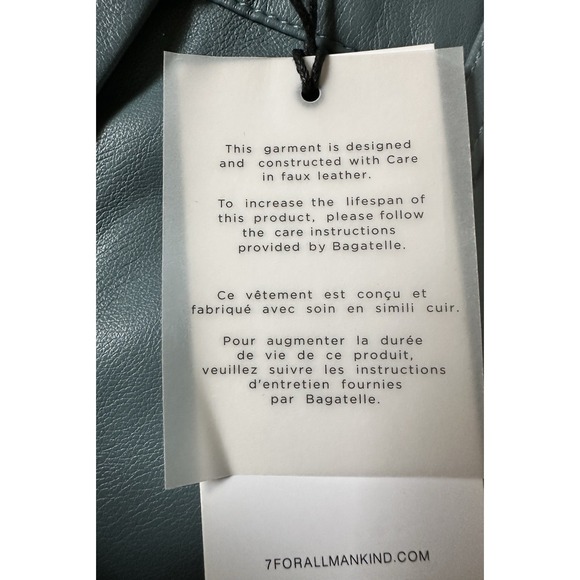 This garment is designed
and constructed with Care
in faux leather.
To increase the lifespan of
this product, please follow
the care instructions
provided by Bagatelle.
Ce vêtement est conçu et
fabriqué avec soin en simili cuir.
Pour augmenter la durée
de vie de ce produit,
veuillez suivre les instructions
d'entretien fournies
par Bagatelle.
7FORALLMANKIND.COM